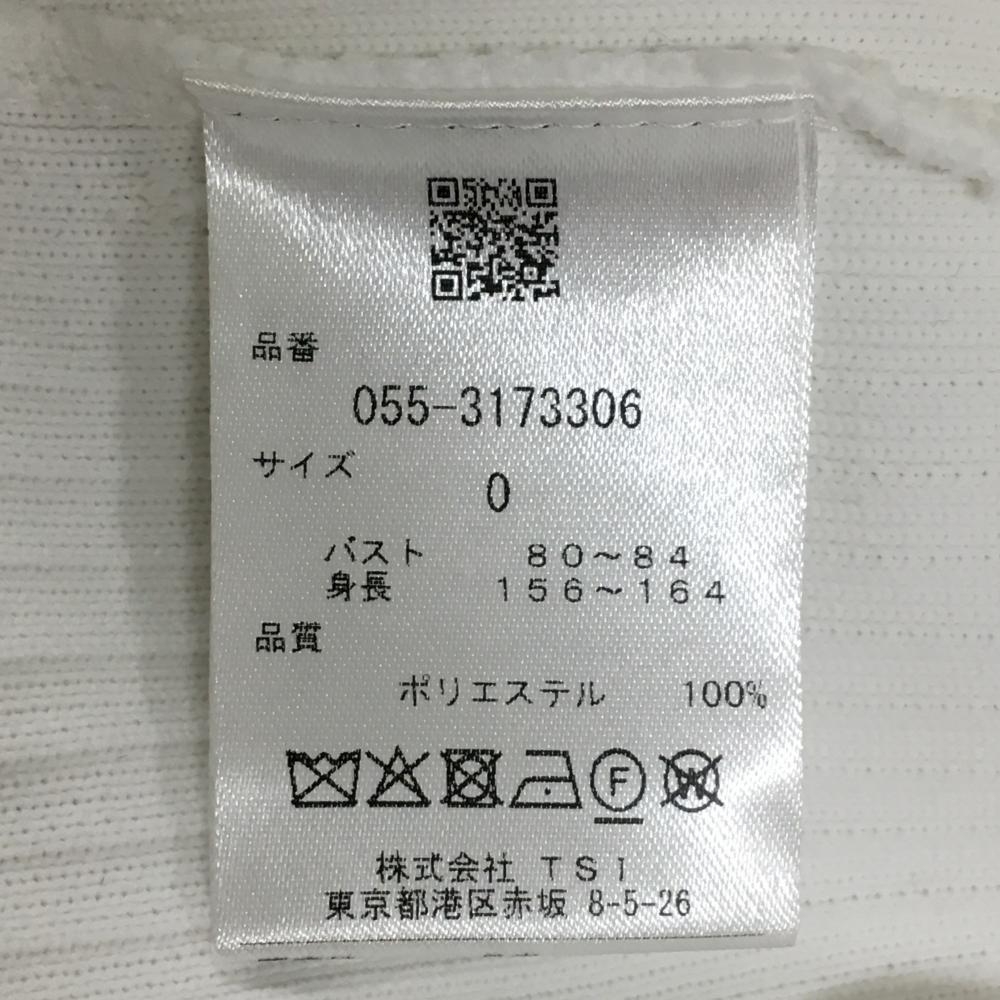 品番
055-3173306
サイズ
0
バスト 80～84
身長 156～164
品質
ポリエステル 100%
F
W
株式会社 TSI
東京都港区赤坂 8-5-26